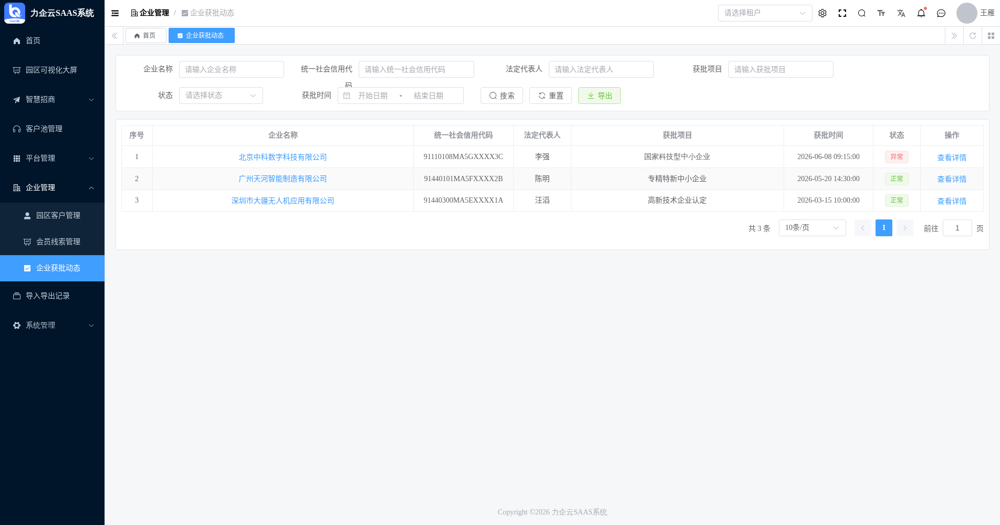 力企云SAAS系统
企业管理 / 企业获批动态
请选择租户
王雁
首页
企业获批动态
首页
园区可视化大屏
智慧招商
客户池管理
平台管理
企业管理
园区客户管理
会员线索管理
企业获批动态
导入导出记录
系统管理
企业名称 请输入企业名称
统一社会信用代码 请输入统一社会信用代码
法定代表人 请输入法定代表人
获批项目 请输入获批项目
状态 请选择状态
获批时间 开始日期 - 结束日期
搜索 重置 导出
序号 企业名称 统一社会信用代码 法定代表人 获批项目 获批时间 状态 操作
1 北京中科数字科技有限公司 91110108MA5GXXXX3C 李强 国家科技型中小企业 2026-06-08 09:15:00 异常 查看详情
2 广州天河智能制造有限公司 91440101MA5FXXXX2B 陈明 专精特新中小企业 2026-05-20 14:30:00 正常 查看详情
3 深圳市大疆无人机应用有限公司 91440300MA5EXXXX1A 汪滔 高新技术企业认定 2026-03-15 10:00:00 正常 查看详情
共 3 条 10条/页 1 前往 1 页
Copyright ©2026 力企云SAAS系统